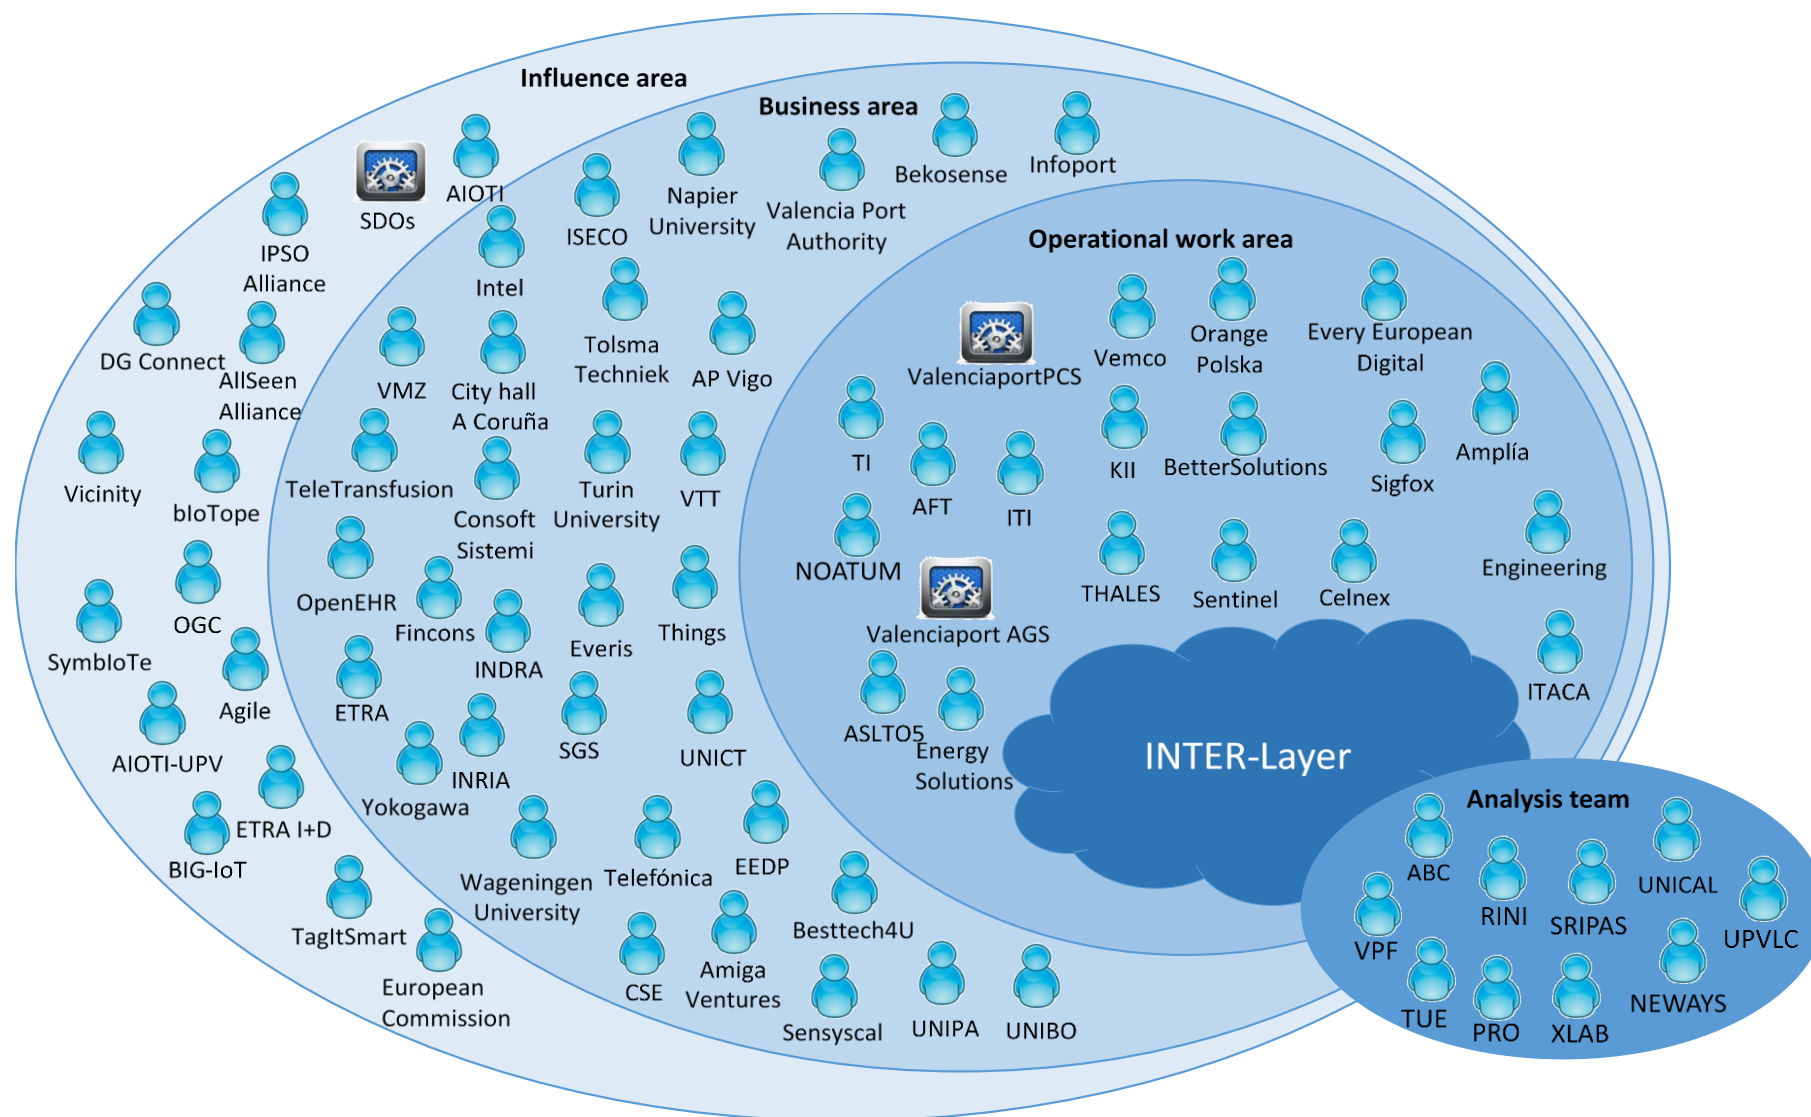 Influence area
Business area
Operational work area
Analysis team
INTER-Layer
SDOs
AIOTI
IPSO
Alliance
DG Connect
AllSeen
Alliance
Vicinity
bIoTope
OGC
SymbIoTe
Agile
AIOTI-UPV
ETRA I+D
BIG-IoT
TagItSmart
European
Commission
Bekosense
Infoport
Napier
University
Valencia Port
Authority
ISECO
Intel
Tolsma
Techniek
AP Vigo
VMZ
City hall
A Coruña
TeleTransfusion
Consoft
Sistemi
Turin
University
VTT
OpenEHR
Fincons
INDRA
Everis
Things
ETRA
INRIA
SGS
UNICT
Yokogawa
Wageningen
University
Telefónica
EEDP
Besttech4U
CSE
Amiga
Ventures
Sensyscal
UNIPA
UNIBO
ValenciaportPCS
Vemco
Orange
Polska
Every European
Digital
TI
AFT
ITI
KII
BetterSolutions
Sigfox
Amplía
NOATUM
THALES
Sentinel
Celnex
Engineering
Valenciaport AGS
ITACA
ASLTO5
Energy
Solutions
ABC
RINI
SRIPAS
UNICAL
UPVLC
VPF
TUE
PRO
XLAB
NEWAYS